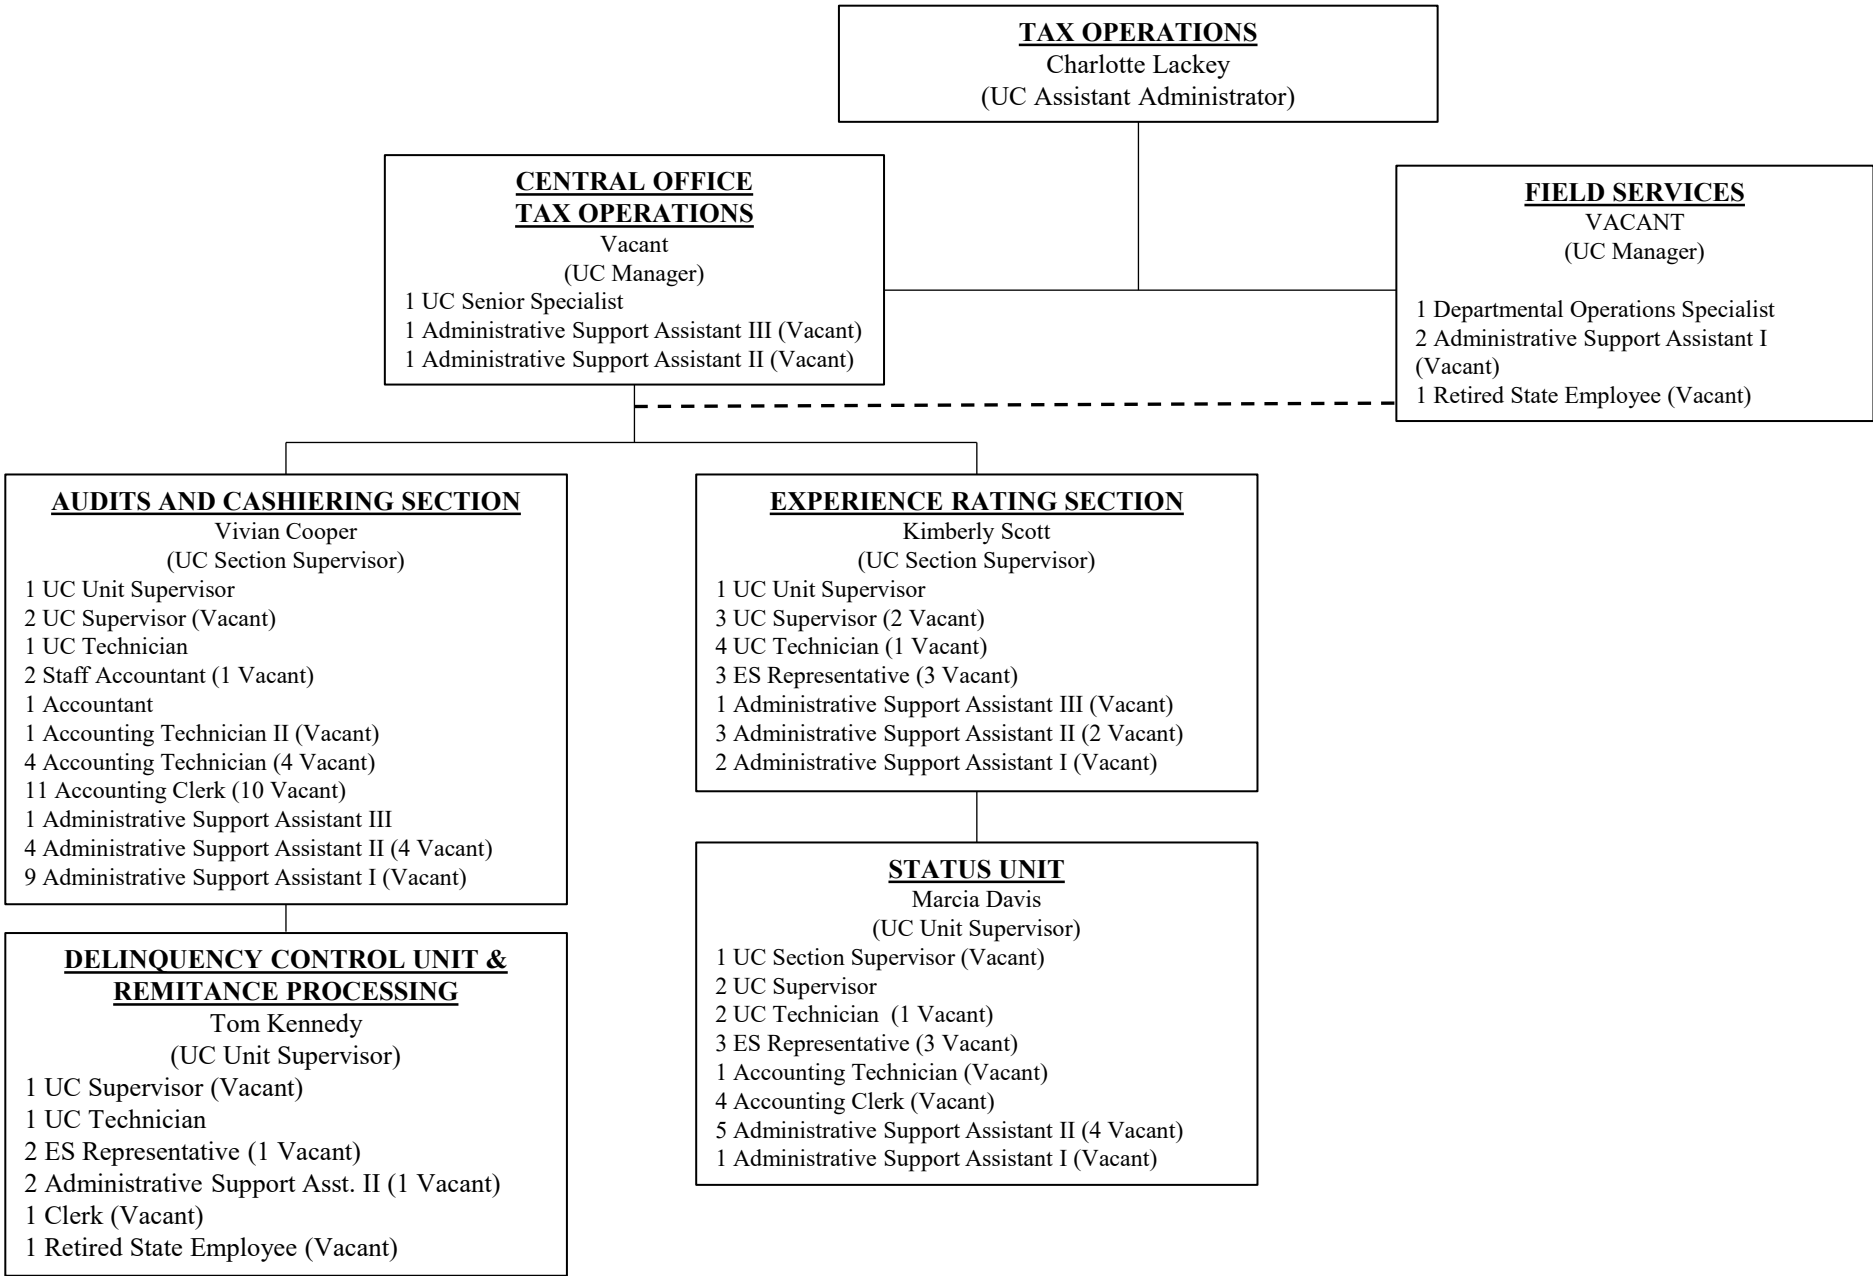 TAX OPERATIONS
Charlotte Lackey
(UC Assistant Administrator)
CENTRAL OFFICE
TAX OPERATIONS
Vacant
(UC Manager)
1 UC Senior Specialist
1 Administrative Support Assistant III (Vacant)
1 Administrative Support Assistant II (Vacant)
FIELD SERVICES
VACANT
(UC Manager)
1 Departmental Operations Specialist
2 Administrative Support Assistant I
(Vacant)
1 Retired State Employee (Vacant)
AUDITS AND CASHIERING SECTION
Vivian Cooper
(UC Section Supervisor)
1 UC Unit Supervisor
2 UC Supervisor (Vacant)
1 UC Technician
2 Staff Accountant (1 Vacant)
1 Accountant
1 Accounting Technician II (Vacant)
4 Accounting Technician (4 Vacant)
11 Accounting Clerk (10 Vacant)
1 Administrative Support Assistant III
4 Administrative Support Assistant II (4 Vacant)
9 Administrative Support Assistant I (Vacant)
EXPERIENCE RATING SECTION
Kimberly Scott
(UC Section Supervisor)
1 UC Unit Supervisor
3 UC Supervisor (2 Vacant)
4 UC Technician (1 Vacant)
3 ES Representative (3 Vacant)
1 Administrative Support Assistant III (Vacant)
3 Administrative Support Assistant II (2 Vacant)
2 Administrative Support Assistant I (Vacant)
DELINQUENCY CONTROL UNIT &
REMITANCE PROCESSING
Tom Kennedy
(UC Unit Supervisor)
1 UC Supervisor (Vacant)
1 UC Technician
2 ES Representative (1 Vacant)
2 Administrative Support Asst. II (1 Vacant)
1 Clerk (Vacant)
1 Retired State Employee (Vacant)
STATUS UNIT
Marcia Davis
(UC Unit Supervisor)
1 UC Section Supervisor (Vacant)
2 UC Supervisor
2 UC Technician  (1 Vacant)
3 ES Representative (3 Vacant)
1 Accounting Technician (Vacant)
4 Accounting Clerk (Vacant)
5 Administrative Support Assistant II (4 Vacant)
1 Administrative Support Assistant I (Vacant)